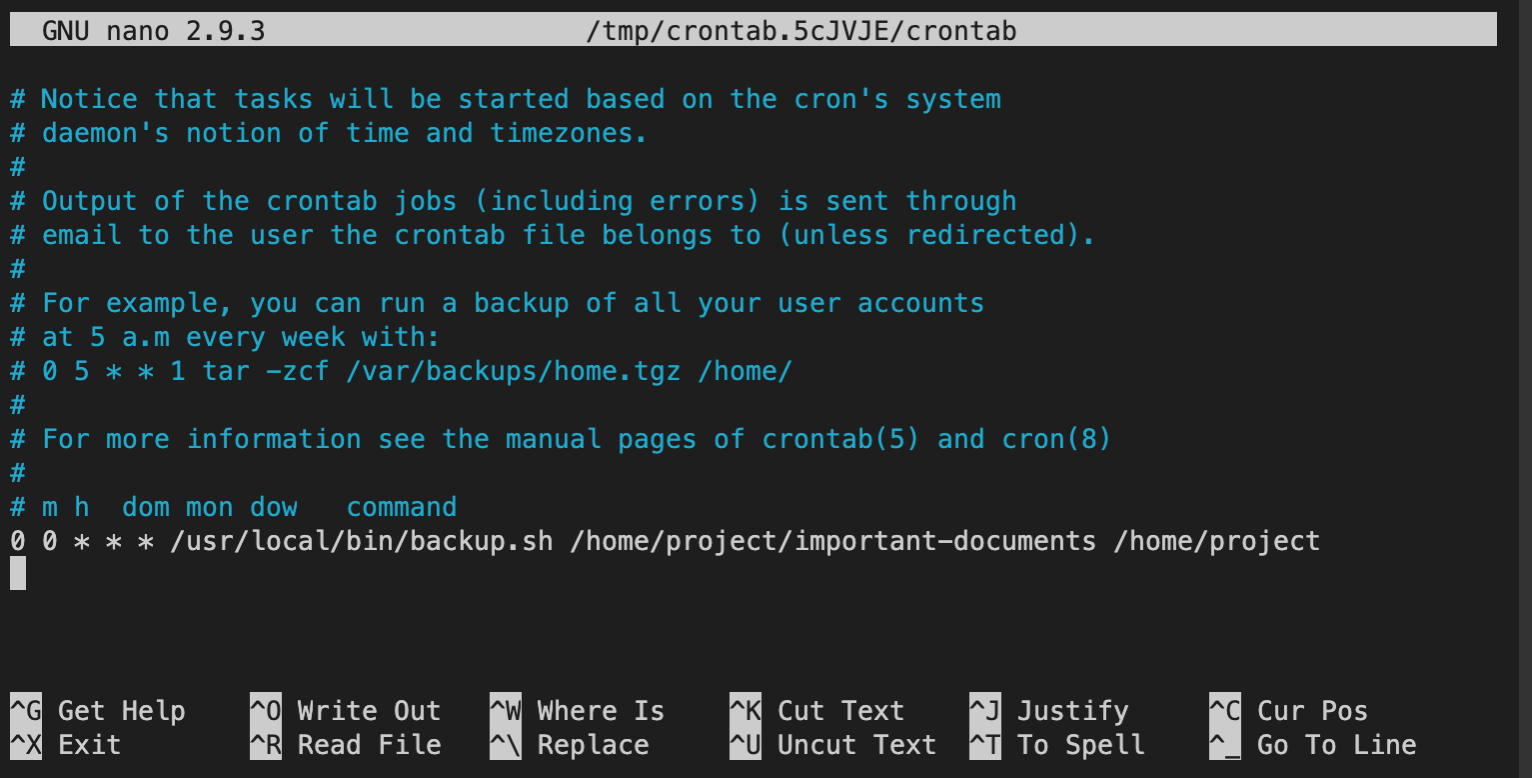 GNU nano 2.9.3 /tmp/crontab.5cJVJE/crontab
# Notice that tasks will be started based on the cron's system
# daemon's notion of time and timezones.
#
# Output of the crontab jobs (including errors) is sent through
# email to the user the crontab file belongs to (unless redirected).
#
# For example, you can run a backup of all your user accounts
# at 5 a.m every week with:
# 0 5 * * 1 tar -zcf /var/backups/home.tgz /home/
#
# For more information see the manual pages of crontab(5) and cron(8)
#
# m h  dom mon dow   command
0 0 * * * /usr/local/bin/backup.sh /home/project/important-documents /home/project
^G Get Help ^O Write Out ^W Where Is ^K Cut Text ^J Justify ^C Cur Pos
^X Exit ^R Read File ^\ Replace ^U Uncut Text ^T To Spell ^_ Go To Line